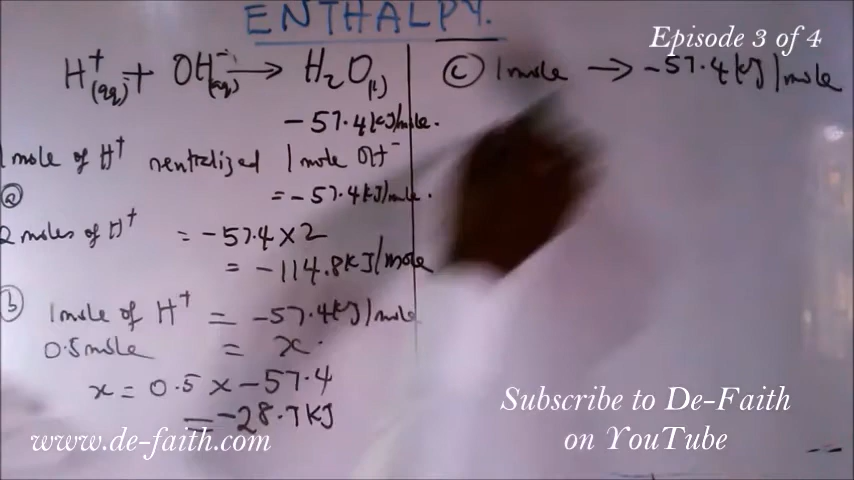 ENTHALPY.
Episode 3 of 4
H⁺(aq) + OH⁻(aq) → H₂O(l)
-57.4kJ/mole.
1mole of H⁺ neutralized 1mole OH⁻
= -57.4kJ/mole.
(a)
2 moles of H⁺ = -57.4 x 2
= -114.8kJ/mole
(b) 1mole of H⁺ = -57.4kJ/mole
0.5mole = x.
x = 0.5 x -57.4
= -28.7kJ
(c) 1mole → -57.4kJ/mole
www.de-faith.com
Subscribe to De-Faith
on YouTube